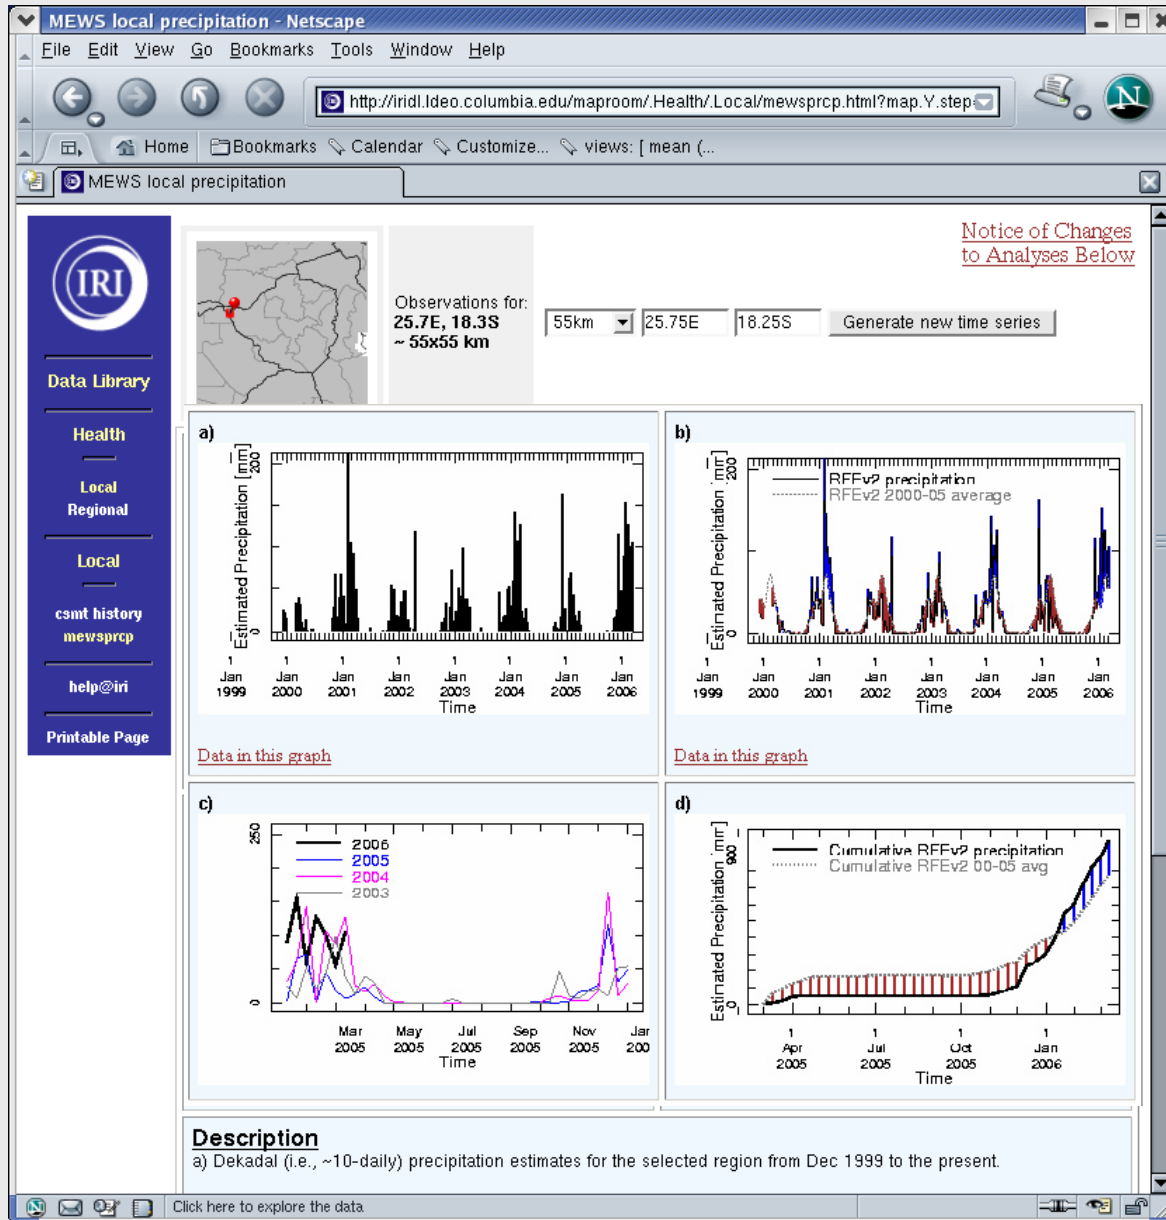 MEWS local precipitation - Netscape
File Edit View Go Bookmarks Tools Window Help
http://iridl.ldeo.columbia.edu/maproom/.Health/.Local/mewsprcp.html?map.Y.step=
N
Home Bookmarks Calendar Customize... views: [ mean (...
MEWS local precipitation
IRI
Data Library
Health
Local
Regional
Local
csmt history
mewsprcp
help@iri
Printable Page
Observations for:
25.7E, 18.3S
~ 55x55 km
55km 25.75E 18.25S Generate new time series
Notice of Changes
to Analyses Below
a)
Estimated Precipitation [mm]
200
0
1 1 1 1 1 1 1 1
Jan Jan Jan Jan Jan Jan Jan Jan
1999 2000 2001 2002 2003 2004 2005 2006
Time
Data in this graph
b)
Estimated Precipitation [mm]
200
0
RFEv2 precipitation
RFEv2 2000-05 average
1 1 1 1 1 1 1 1
Jan Jan Jan Jan Jan Jan Jan Jan
1999 2000 2001 2002 2003 2004 2005 2006
Time
Data in this graph
c)
250
0
2006
2005
2004
2003
Mar May Jul Sep Nov Jar
2005 2005 2005 2005 2005 200
Time
d)
Estimated Precipitation [mm]
900
0
Cumulative RFEv2 precipitation
Cumulative RFEv2 00-05 avg
1 1 1 1
Apr Jul Oct Jan
2005 2005 2005 2006
Time
Description
a) Dekadal (i.e., ~10-daily) precipitation estimates for the selected region from Dec 1999 to the present.
Click here to explore the data